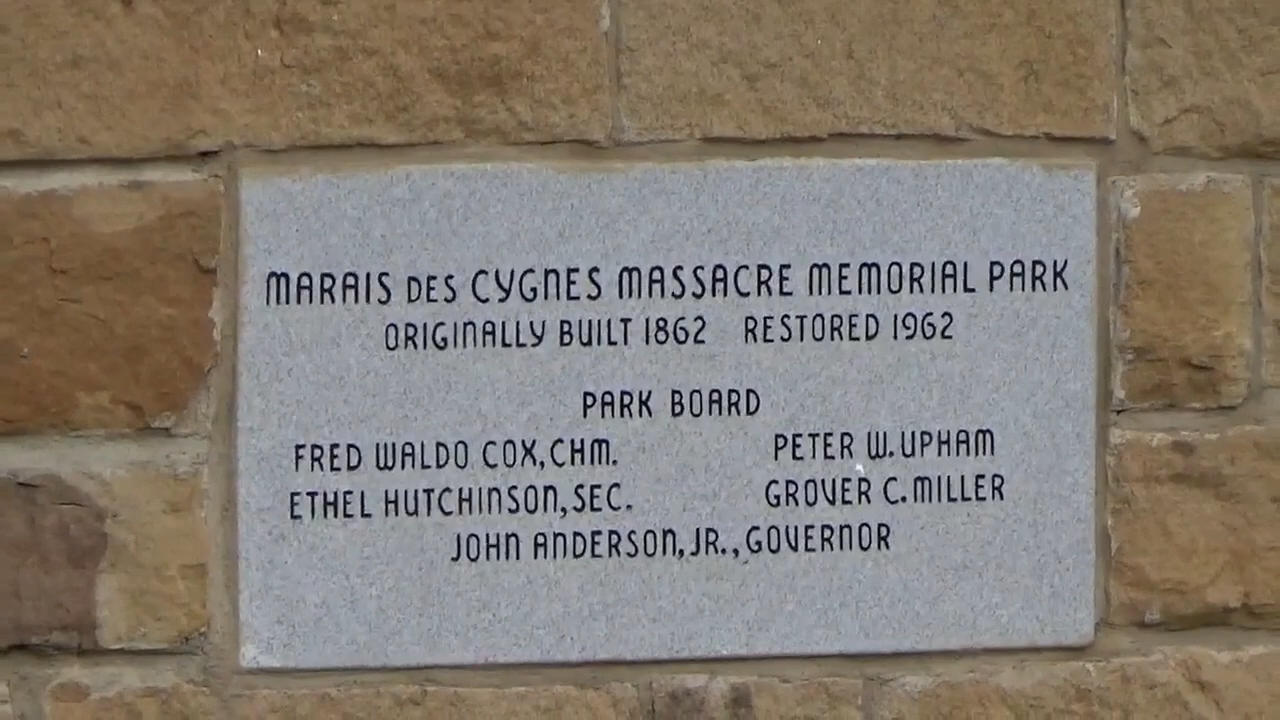 MARAIS DES CYGNES MASSACRE MEMORIAL PARK
ORIGINALLY BUILT 1862 RESTORED 1962
PARK BOARD
FRED WALDO COX, CHM. PETER W. UPHAM
ETHEL HUTCHINSON, SEC. GROVER C. MILLER
JOHN ANDERSON, JR., GOVERNOR